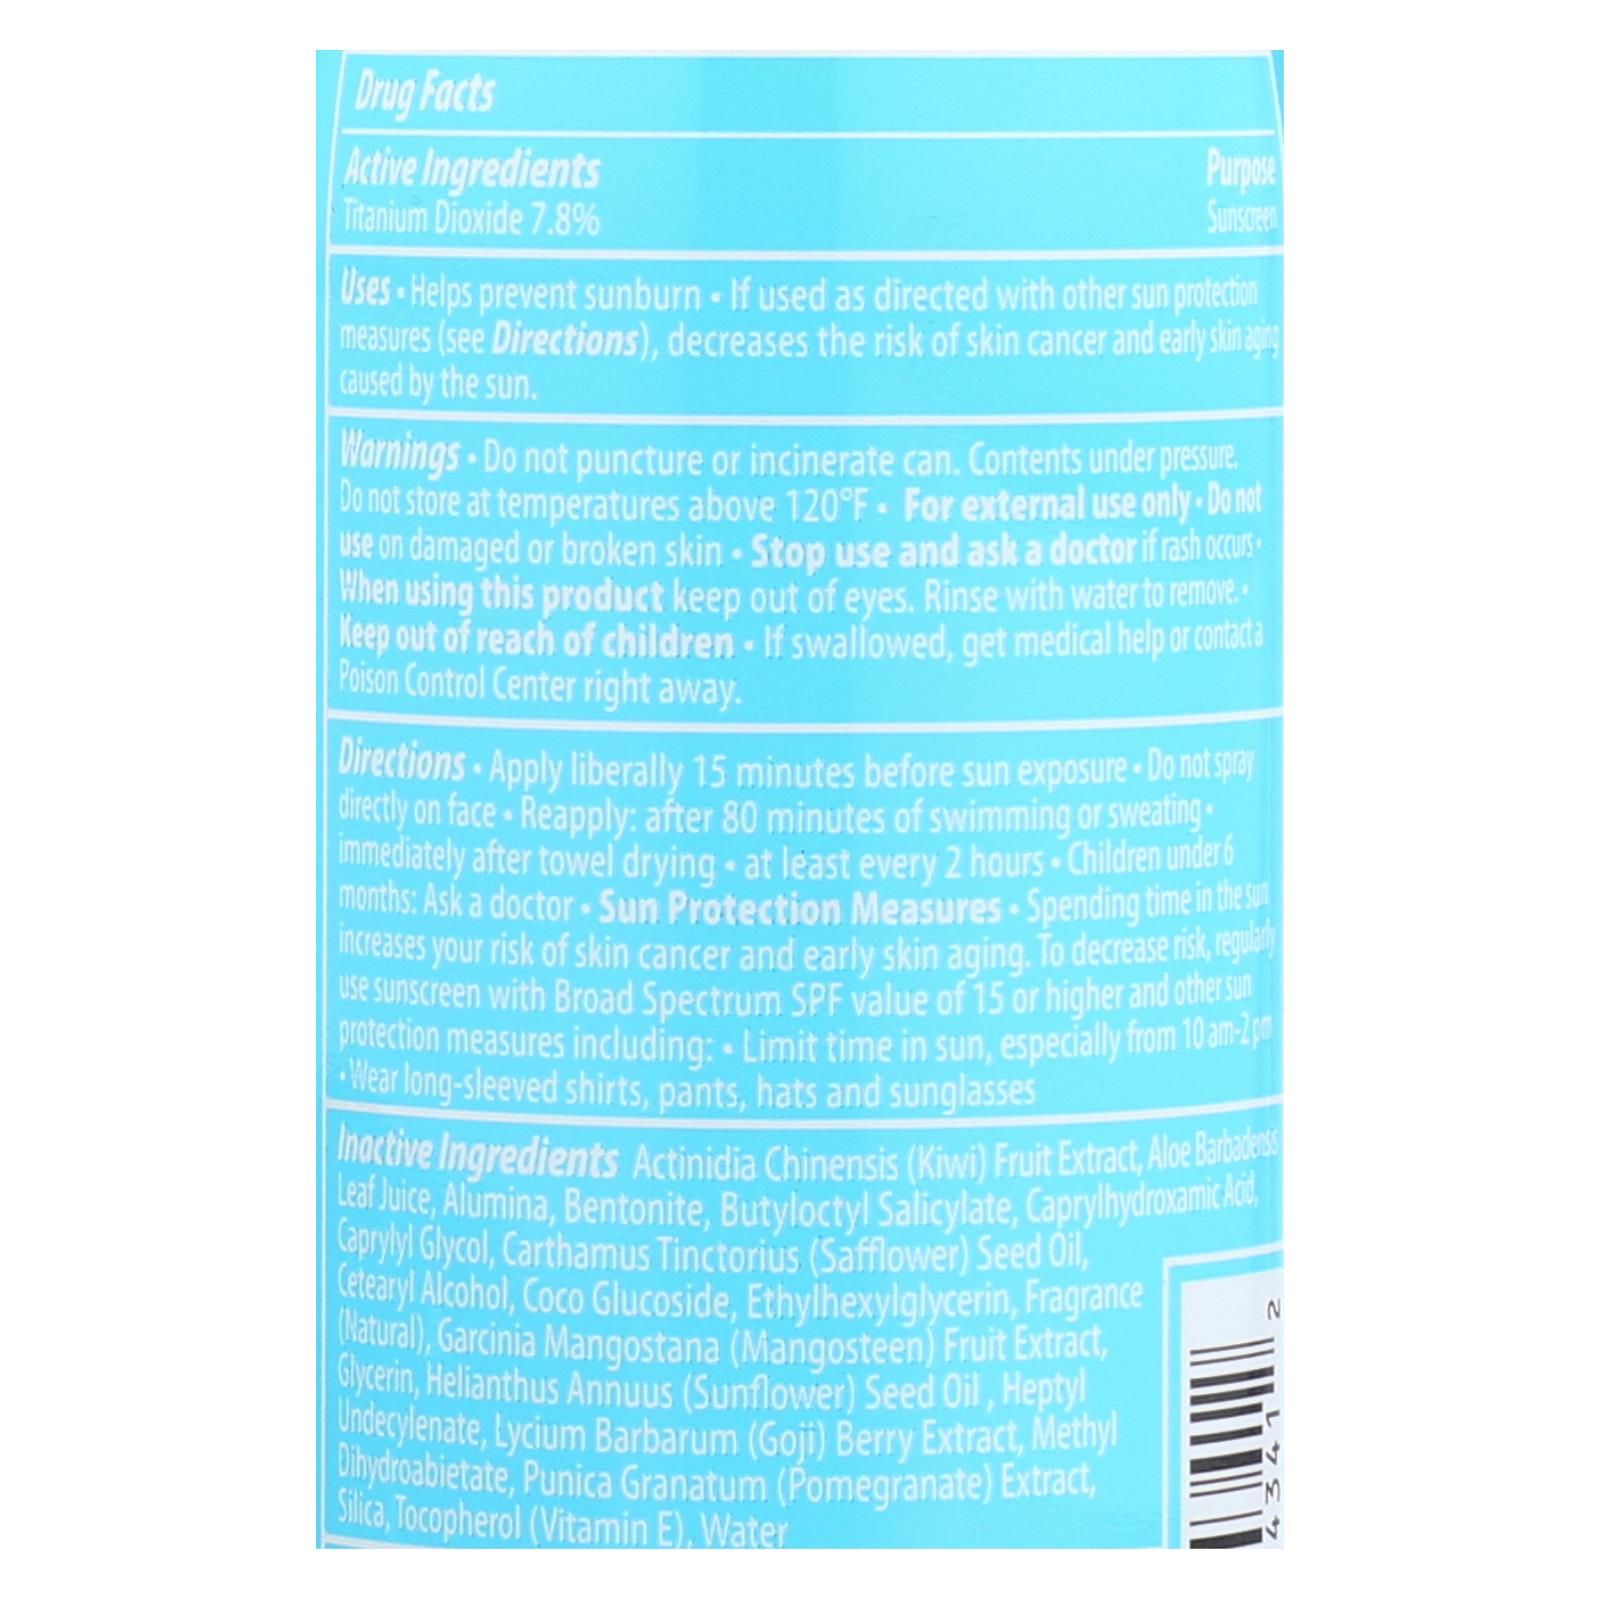 Drug Facts
Active Ingredients Purpose
Titanium Dioxide 7.8% Sunscreen
Uses • Helps prevent sunburn • If used as directed with other sun protection
measures (see Directions), decreases the risk of skin cancer and early skin aging
caused by the sun.
Warnings • Do not puncture or incinerate can. Contents under pressure.
Do not store at temperatures above 120°F • For external use only • Do not
use on damaged or broken skin • Stop use and ask a doctor if rash occurs •
When using this product keep out of eyes. Rinse with water to remove. •
Keep out of reach of children • If swallowed, get medical help or contact a
Poison Control Center right away.
Directions • Apply liberally 15 minutes before sun exposure • Do not spray
directly on face • Reapply: after 80 minutes of swimming or sweating •
immediately after towel drying • at least every 2 hours • Children under 6
months: Ask a doctor • Sun Protection Measures • Spending time in the sun
increases your risk of skin cancer and early skin aging. To decrease risk, regularly
use sunscreen with Broad Spectrum SPF value of 15 or higher and other sun
protection measures including: • Limit time in sun, especially from 10 am-2 pm
• Wear long-sleeved shirts, pants, hats and sunglasses
Inactive Ingredients Actinidia Chinensis (Kiwi) Fruit Extract, Aloe Barbadensis
Leaf Juice, Alumina, Bentonite, Butyloctyl Salicylate, Caprylhydroxamic Acid,
Caprylyl Glycol, Carthamus Tinctorius (Safflower) Seed Oil,
Cetearyl Alcohol, Coco Glucoside, Ethylhexylglycerin, Fragrance
(Natural), Garcinia Mangostana (Mangosteen) Fruit Extract,
Glycerin, Helianthus Annuus (Sunflower) Seed Oil , Heptyl
Undecylenate, Lycium Barbarum (Goji) Berry Extract, Methyl
Dihydroabietate, Punica Granatum (Pomegranate) Extract,
Silica, Tocopherol (Vitamin E), Water
4341 2